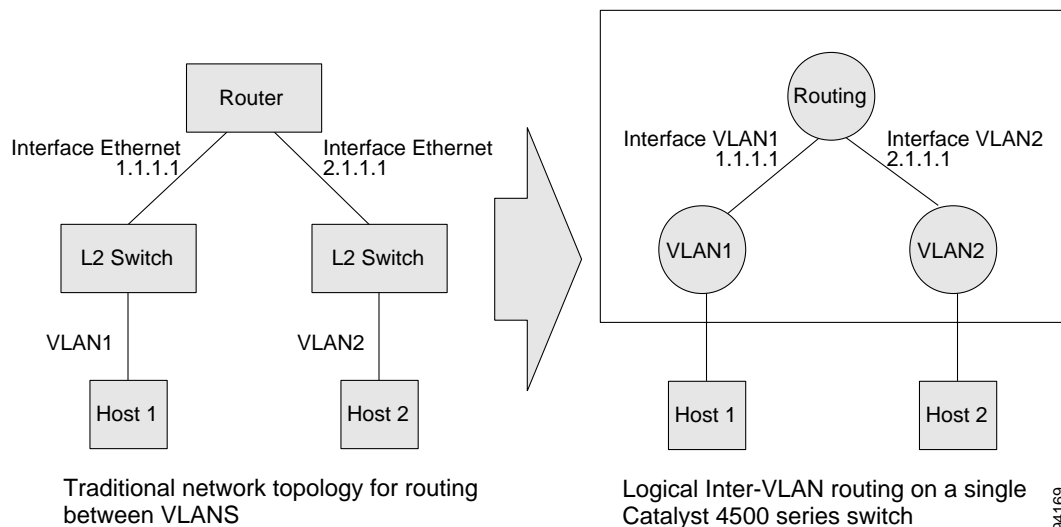 Router
Interface Ethernet
1.1.1.1
Interface Ethernet
2.1.1.1
L2 Switch
L2 Switch
VLAN1
VLAN2
Host 1
Host 2
Traditional network topology for routing
between VLANS
Routing
Interface VLAN1
1.1.1.1
Interface VLAN2
2.1.1.1
VLAN1
VLAN2
Host 1
Host 2
Logical Inter-VLAN routing on a single
Catalyst 4500 series switch